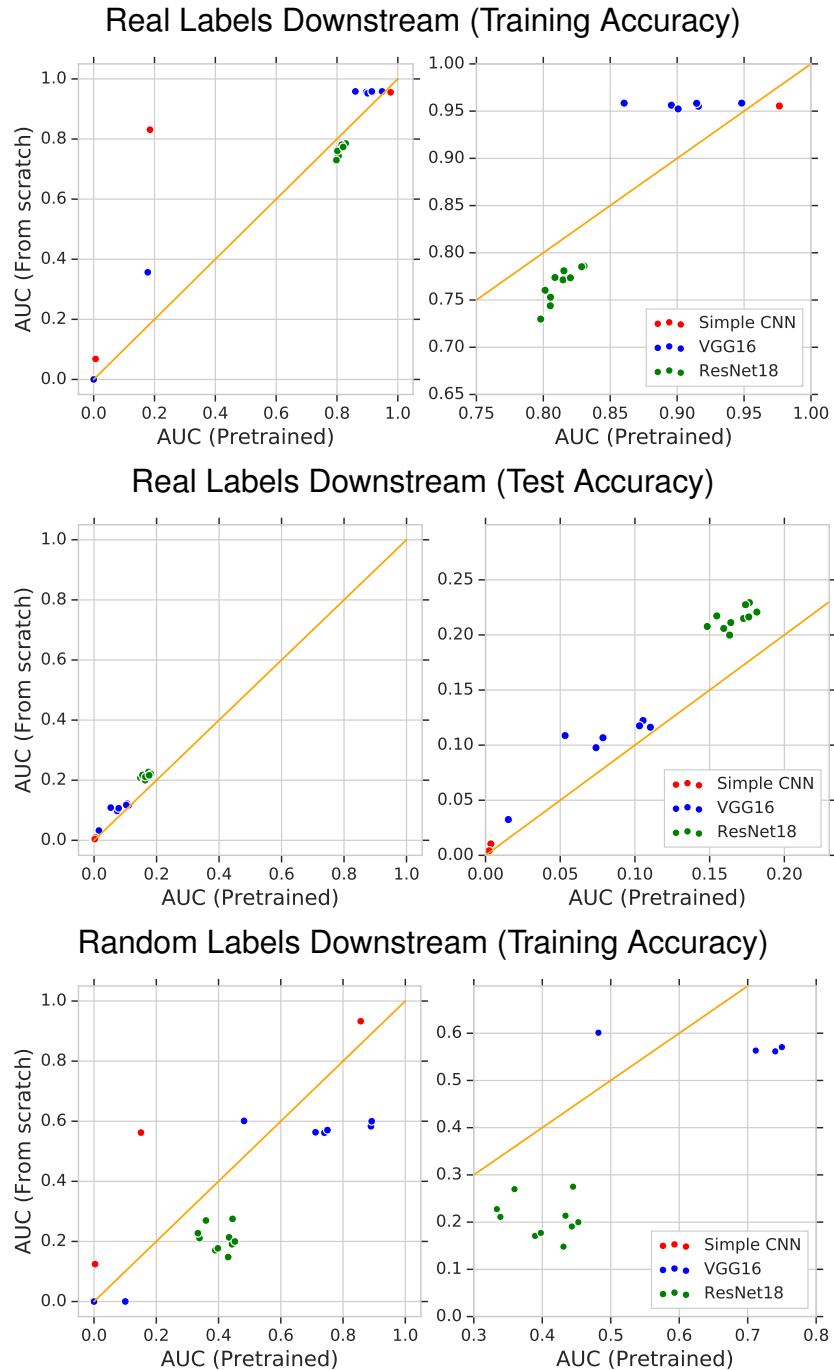 Real Labels Downstream (Training Accuracy)
AUC (From scratch)
1.0
0.8
0.6
0.4
0.2
0.0
0.0 0.2 0.4 0.6 0.8 1.0
AUC (Pretrained)
1.00
0.95
0.90
0.85
0.80
0.75
0.70
0.65
Simple CNN
VGG16
ResNet18
0.75 0.80 0.85 0.90 0.95 1.00
AUC (Pretrained)
Real Labels Downstream (Test Accuracy)
AUC (From scratch)
1.0
0.8
0.6
0.4
0.2
0.0
0.0 0.2 0.4 0.6 0.8 1.0
AUC (Pretrained)
0.25
0.20
0.15
0.10
0.05
0.00
Simple CNN
VGG16
ResNet18
0.00 0.05 0.10 0.15 0.20
AUC (Pretrained)
Random Labels Downstream (Training Accuracy)
AUC (From scratch)
1.0
0.8
0.6
0.4
0.2
0.0
0.0 0.2 0.4 0.6 0.8 1.0
AUC (Pretrained)
0.6
0.5
0.4
0.3
0.2
0.1
0.0
Simple CNN
VGG16
ResNet18
0.3 0.4 0.5 0.6 0.7 0.8
AUC (Pretrained)